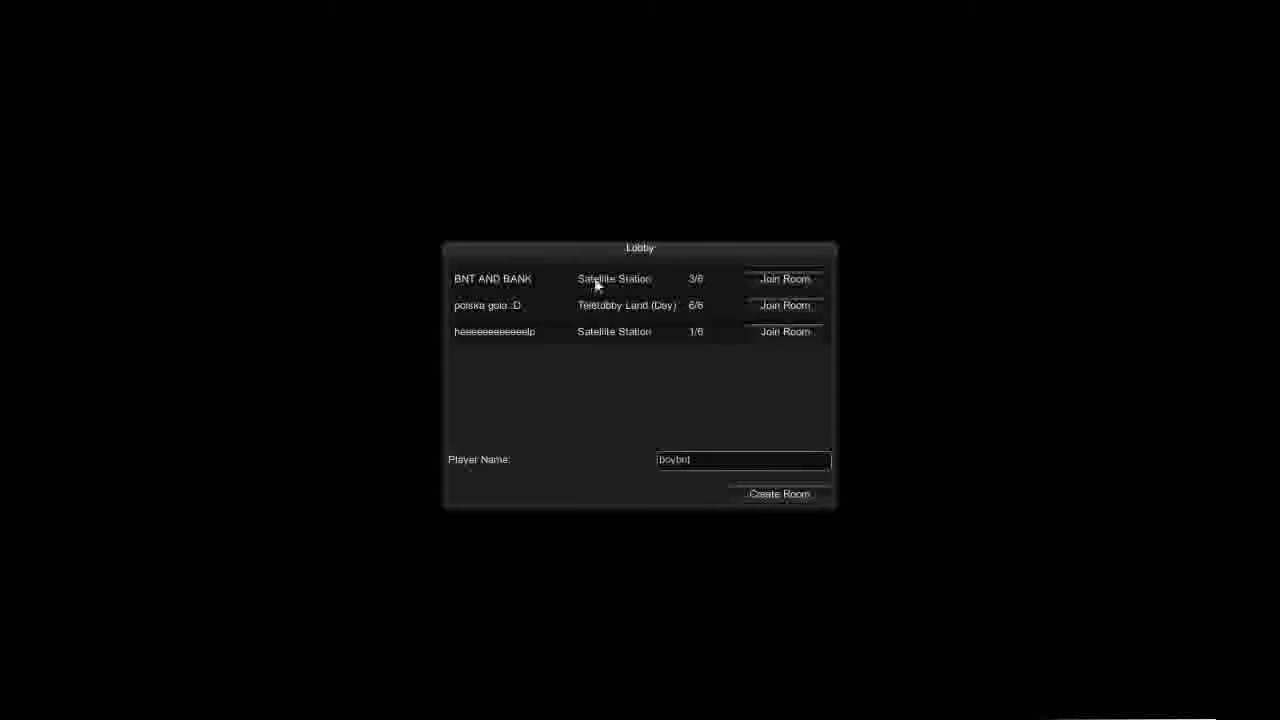 Lobby
BNT AND BANK Satellite Station 3/6 Join Room
polska gola :D Teletubby Land (Day) 6/6 Join Room
heeeeeeeeeeelp Satellite Station 1/6 Join Room
Player Name:
Create Room